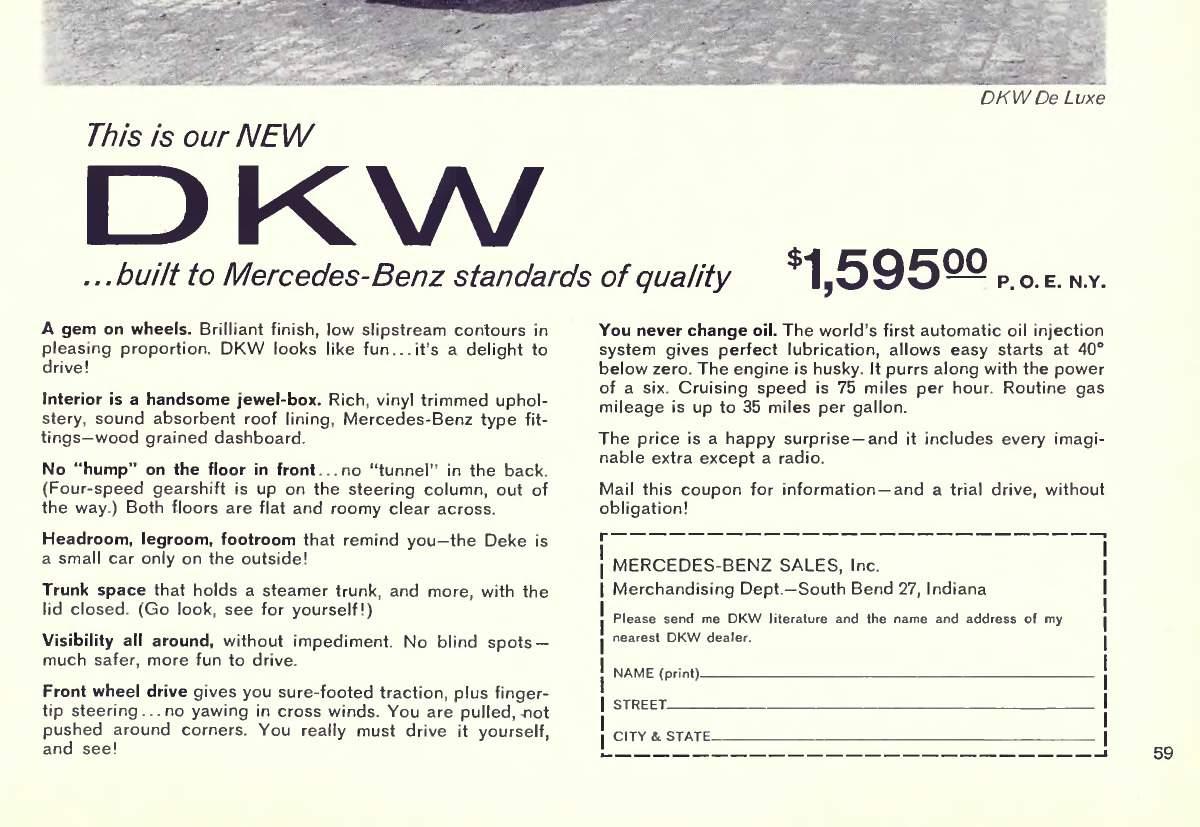 DKW De Luxe
This is our NEW
DKW
...built to Mercedes-Benz standards of quality
$1,595.00 P. O. E. N.Y.
A gem on wheels. Brilliant finish, low slipstream contours in
pleasing proportion. DKW looks like fun...it's a delight to
drive!
Interior is a handsome jewel-box. Rich, vinyl trimmed uphol-
stery, sound absorbent roof lining, Mercedes-Benz type fit-
tings—wood grained dashboard.
No "hump" on the floor in front...no "tunnel" in the back.
(Four-speed gearshift is up on the steering column, out of
the way.) Both floors are flat and roomy clear across.
Headroom, legroom, footroom that remind you—the Deke is
a small car only on the outside!
Trunk space that holds a steamer trunk, and more, with the
lid closed. (Go look, see for yourself!)
Visibility all around, without impediment. No blind spots—
much safer, more fun to drive.
Front wheel drive gives you sure-footed traction, plus finger-
tip steering...no yawing in cross winds. You are pulled, not
pushed around corners. You really must drive it yourself,
and see!
You never change oil. The world's first automatic oil injection
system gives perfect lubrication, allows easy starts at 40°
below zero. The engine is husky. It purrs along with the power
of a six. Cruising speed is 75 miles per hour. Routine gas
mileage is up to 35 miles per gallon.
The price is a happy surprise—and it includes every imagi-
nable extra except a radio.
Mail this coupon for information—and a trial drive, without
obligation!
MERCEDES-BENZ SALES, Inc.
Merchandising Dept.—South Bend 27, Indiana
Please send me DKW literature and the name and address of my
nearest DKW dealer.
NAME (print)
STREET
CITY & STATE
59